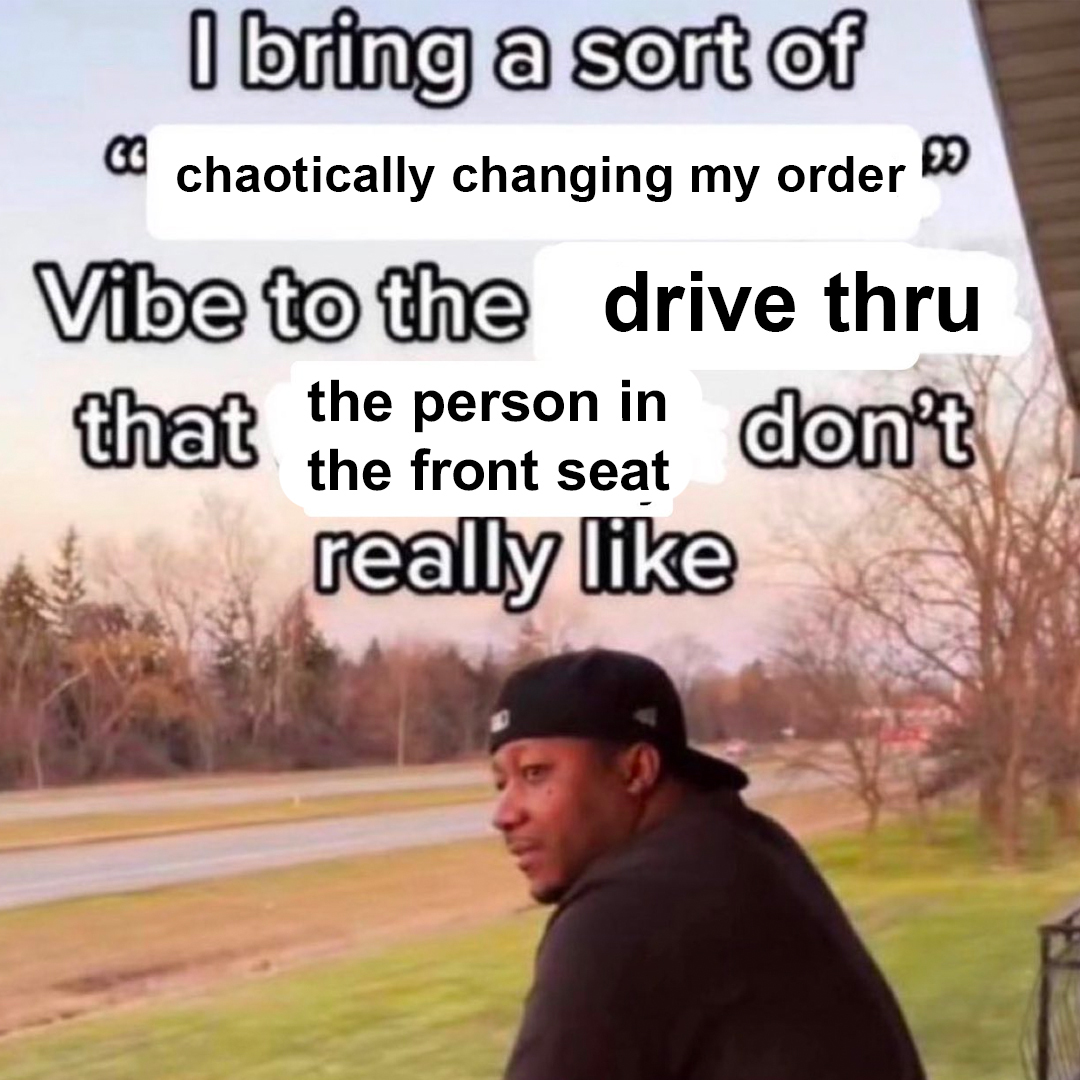 I bring a sort of
“chaotically changing my order”
Vibe to the drive thru
that the person in
the front seat don’t
really like